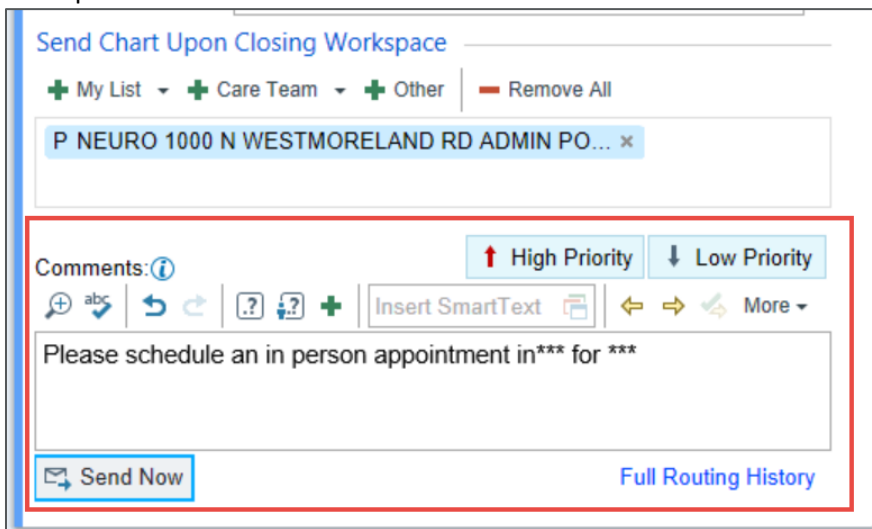 Send Chart Upon Closing Workspace
My List Care Team Other Remove All
P NEURO 1000 N WESTMORELAND RD ADMIN PO... ×
Comments: High Priority Low Priority
abc Insert SmartText More
Please schedule an in person appointment in*** for ***
Send Now Full Routing History